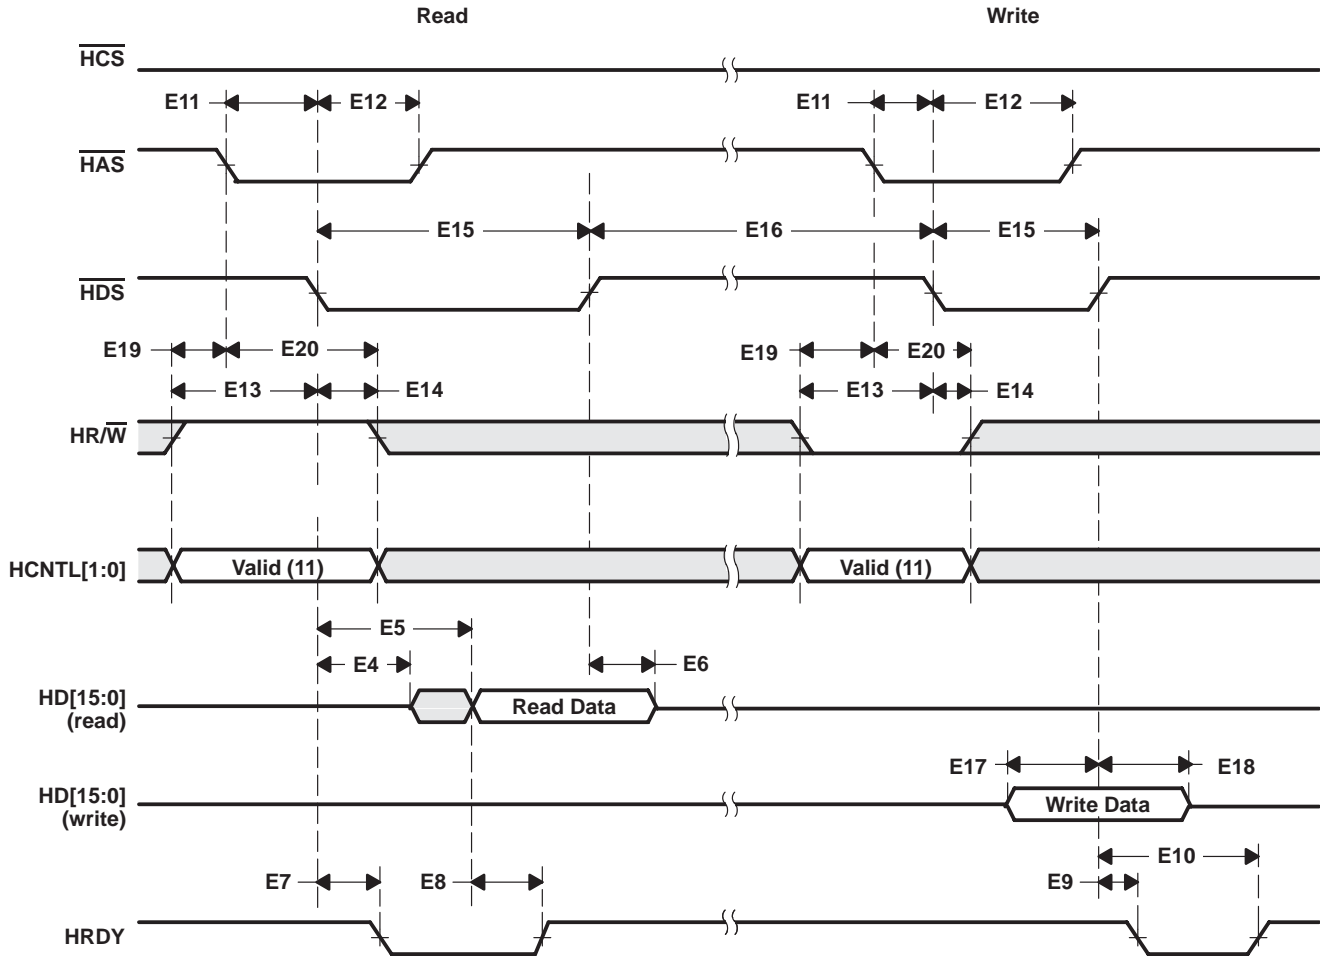 Read Write
HCS
E11 E12 E11 E12
HAS
E15 E16 E15
HDS
E19 E20 E19 E20
E13 E14 E13 E14
HR/W
HCNTL[1:0] Valid (11) Valid (11)
E5
E4 E6
HD[15:0]
(read)
Read Data
E17 E18
HD[15:0]
(write)
Write Data
E10
E7 E8 E9
HRDY